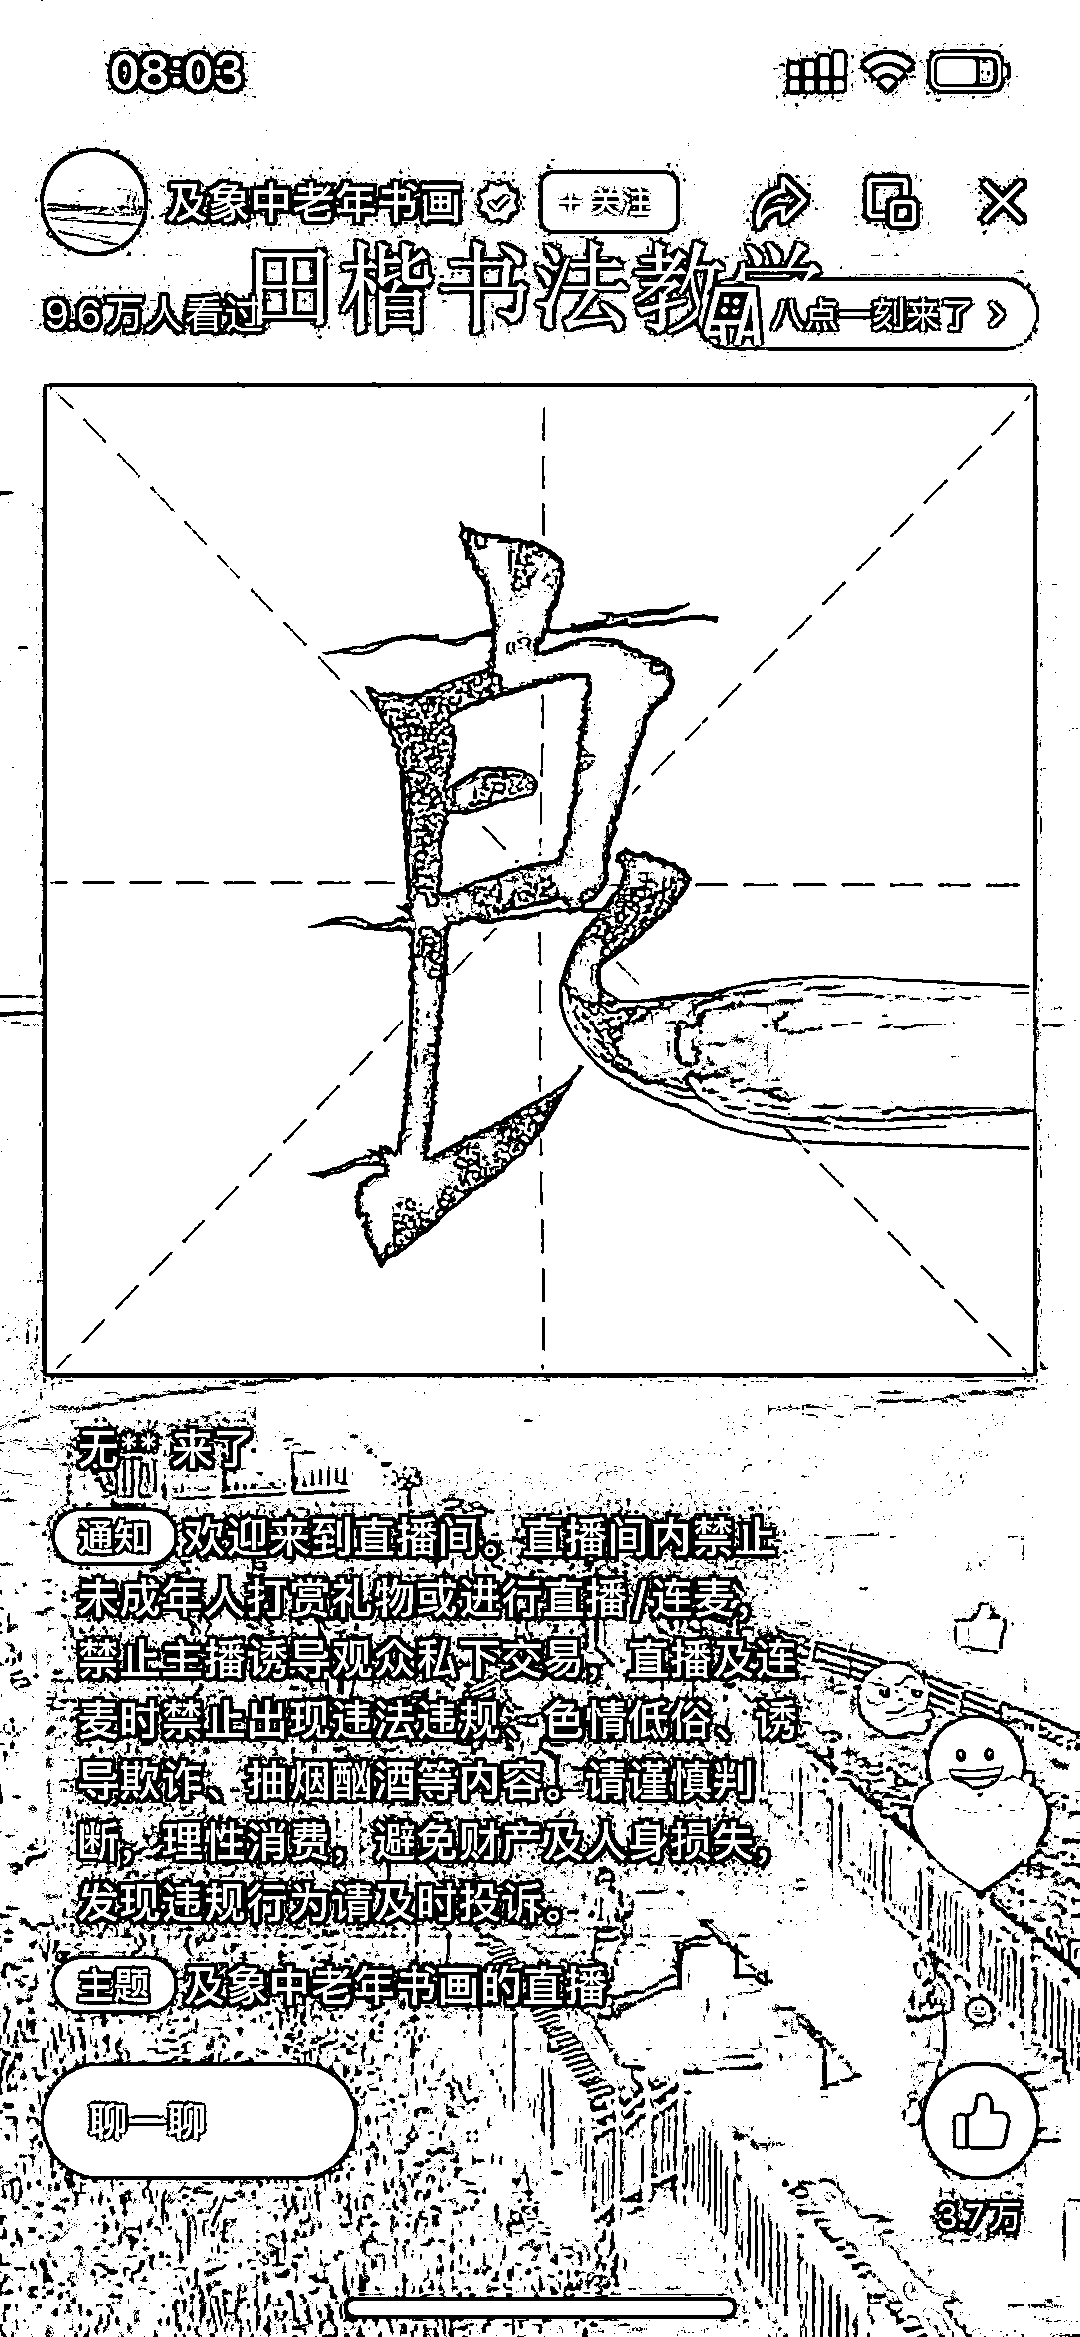 08:03
及象中老年书画
关注
田楷书法教学
9.6万人看过
八点一刻来了
无** 来了
通知 欢迎来到直播间。直播间内禁止
未成年人打赏礼物或进行直播/连麦,
禁止主播诱导观众私下交易,直播及连
麦时禁止出现违法违规、色情低俗、诱
导欺诈、抽烟酗酒等内容。请谨慎判
断,理性消费,避免财产及人身损失,
发现违规行为请及时投诉。
主题 及象中老年书画的直播
聊一聊
3.7万